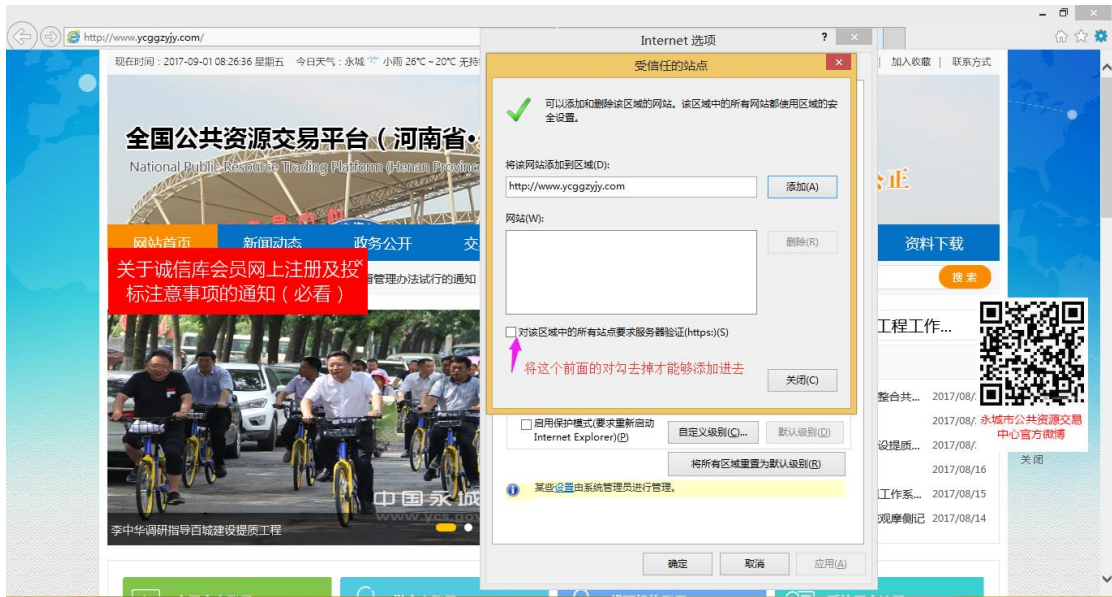 http://www.ycggzyjy.com/
Internet 选项
?
现在时间：2017-09-01 08:26:36 星期五 今日天气：永城 小雨 26℃~20℃ 无持
加入收藏 | 联系方式
受信任的站点
可以添加和删除该区域的网站。该区域中的所有网站都使用区域的安
全设置。
全国公共资源交易平台（河南省•
National Public Resource Trading Platform (Henan Province
将该网站添加到区域(D):
http://www.ycggzyjy.com
添加(A)
正
网站(W):
删除(R)
网站首页 新闻动态 政务公开 交
资料下载
关于诚信库会员网上注册及投
标注意事项的通知（必看）
管理办法试行的通知
搜索
对该区域中的所有站点要求服务器验证(https:)(S)
将这个前面的对勾去掉才能够添加进去
关闭(C)
工程工作...
整合共... 2017/08/
2017/08/
设提质... 2017/08/
2017/08/16
工作系... 2017/08/15
观摩侧记 2017/08/14
永城市公共资源交易
中心官方微博
关闭
启用保护模式(要求重新启动
Internet Explorer)(P)
自定义级别(C)...
默认级别(D)
将所有区域重置为默认级别(R)
某些设置由系统管理员进行管理。
中国永城
www.ycs.gov
李中华调研指导百城建设提质工程
确定
取消
应用(A)